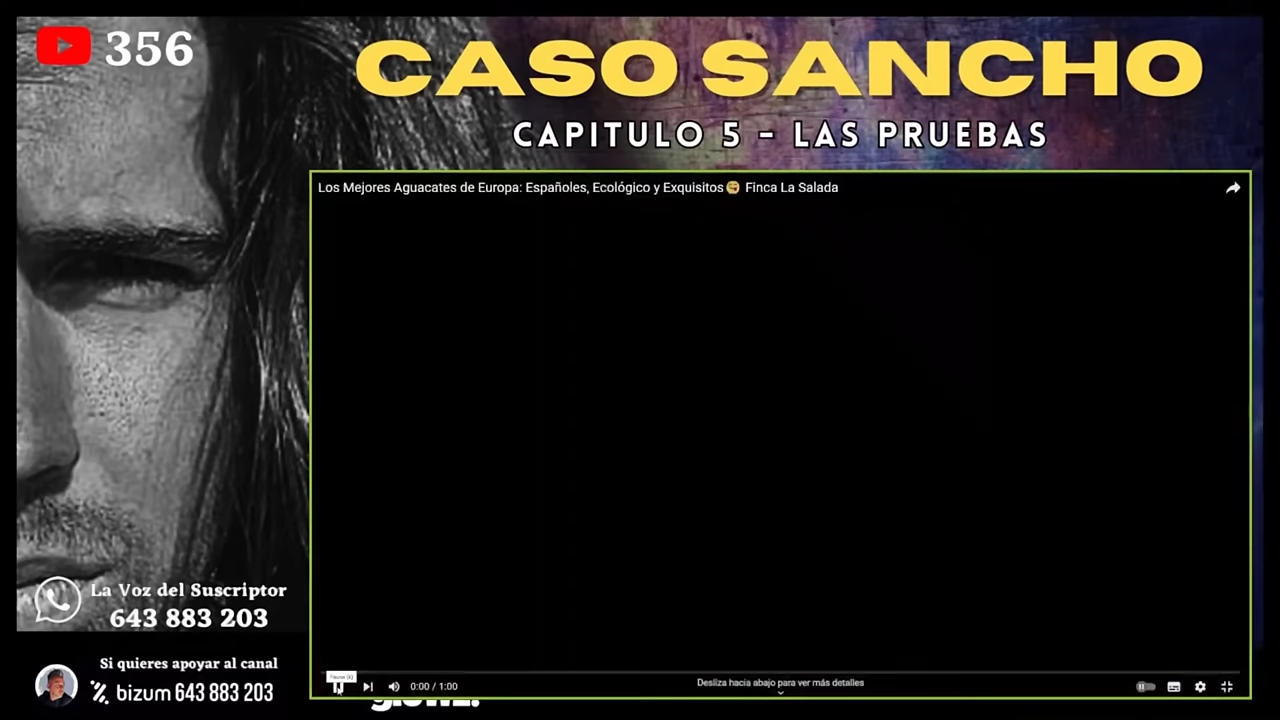 356
CASO SANCHO
CAPITULO 5 - LAS PRUEBAS
Los Mejores Aguacates de Europa: Españoles, Ecológico y Exquisitos😋 Finca La Salada
La Voz del Suscriptor
643 883 203
Si quieres apoyar al canal
bizum 643 883 203
Pausa (k)
0:00 / 1:00
Desliza hacia abajo para ver más detalles